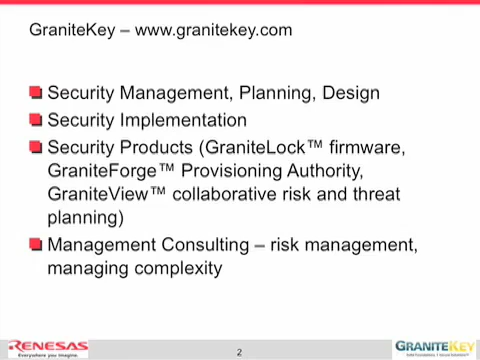 GraniteKey – www.granitekey.com
Security Management, Planning, Design
Security Implementation
Security Products (GraniteLock™ firmware,
GraniteForge™ Provisioning Authority,
GraniteView™ collaborative risk and threat
planning)
Management Consulting – risk management,
managing complexity
RENESAS
Everywhere you imagine.
2
GRANITEKEY